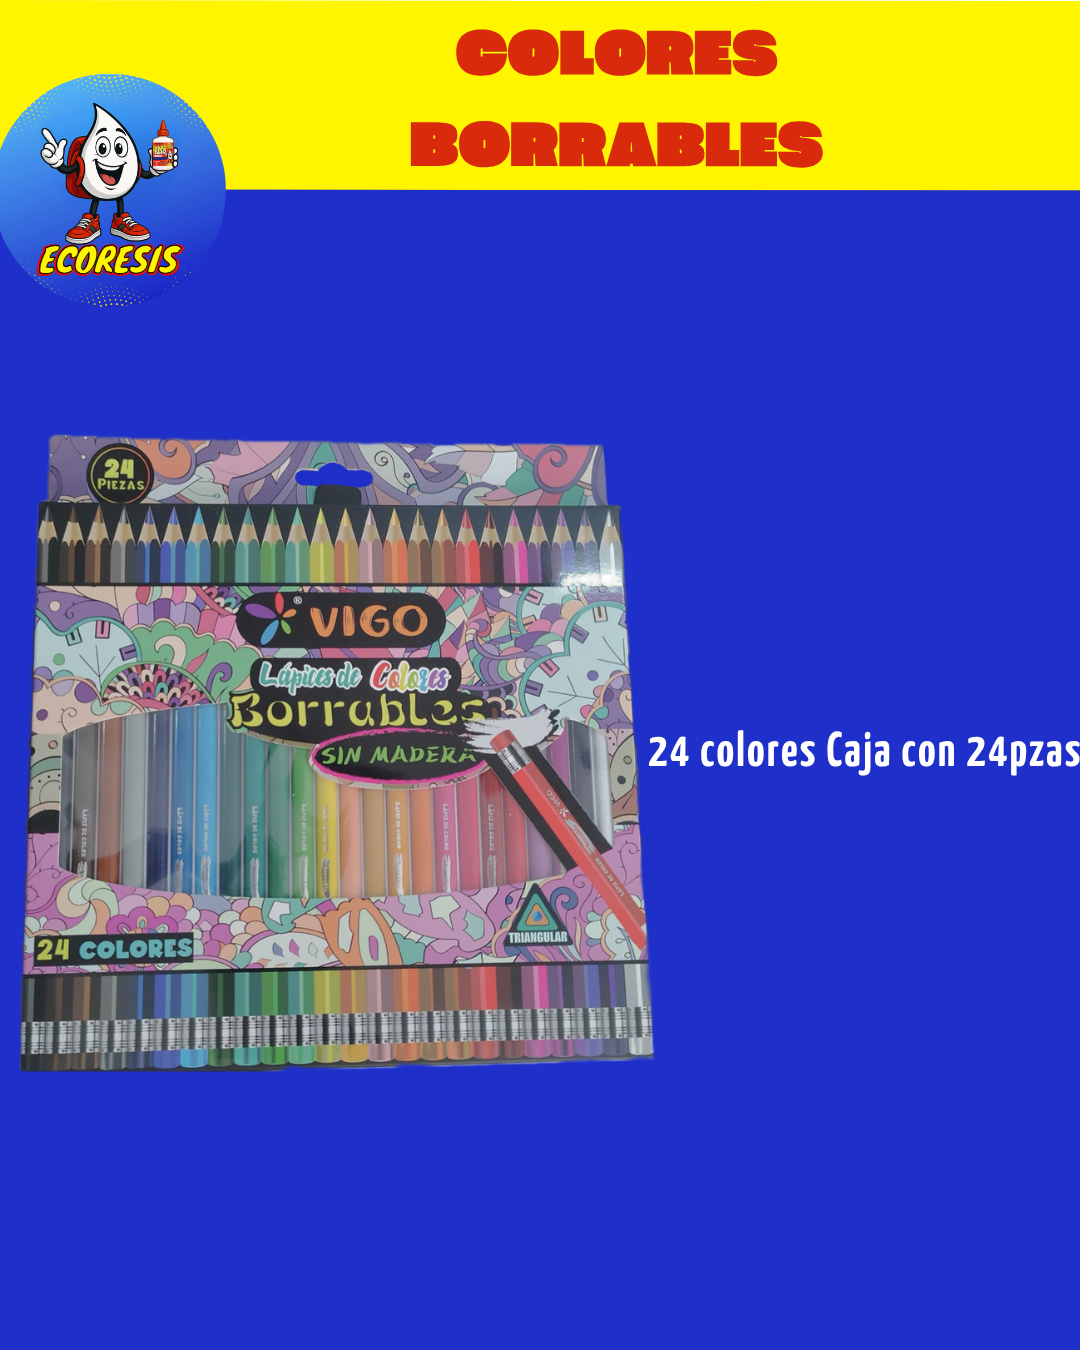 COLORES
BORRABLES
ECORESIS
24
PIEZAS
® VIGO
Lápices de Colores
Borrables
SIN MADERA
24 colores Caja con 24pzas
24 COLORES
TRIANGULAR